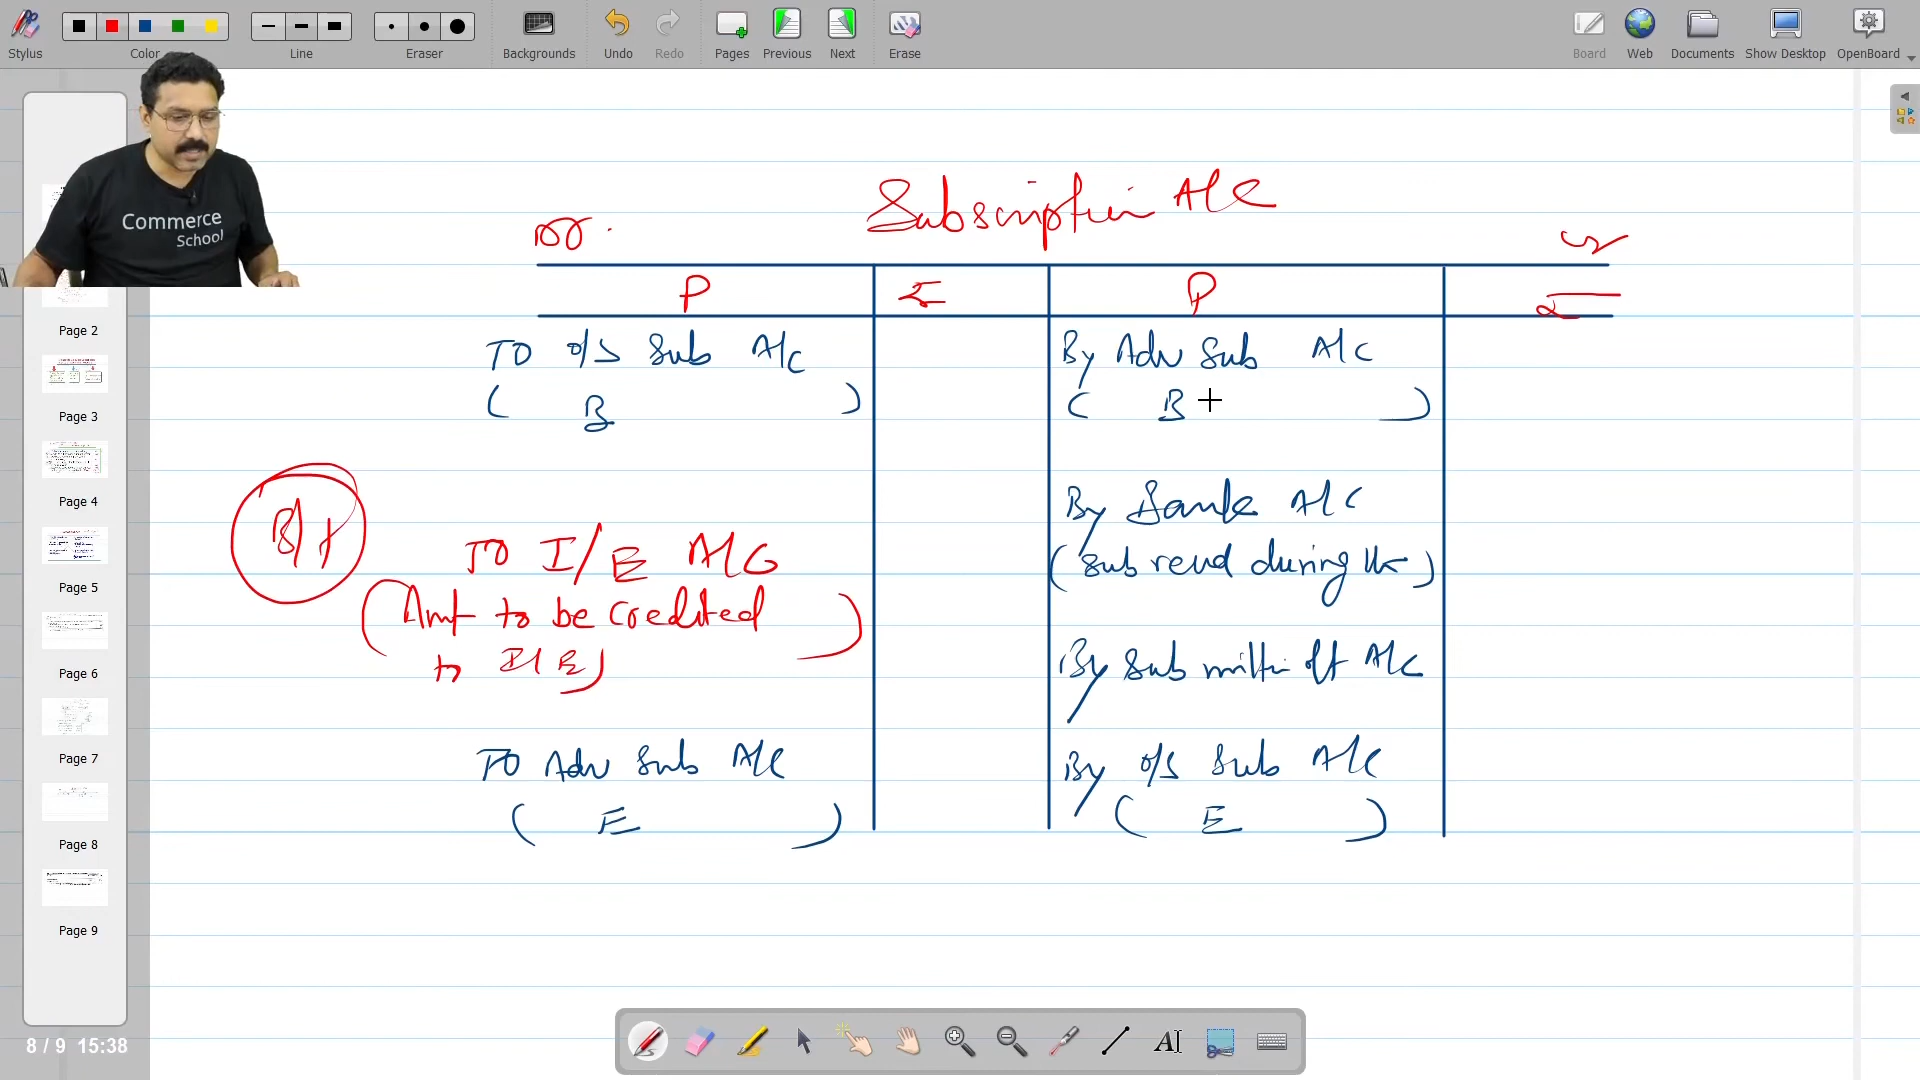 Stylus
Color
Line
Eraser
Backgrounds
Undo
Redo
Pages
Previous
Next
Erase
Board
Web
Documents
Show Desktop
OpenBoard
Commerce
School
Page 2
Page 3
Page 4
Page 5
Page 6
Page 7
Page 8
Page 9
8 / 9 15:38
Dr.
Subscription A/C
Cr
P
P
TO O/S Sub A/C
( B )
TO I/E A/C
(Amt to be credited
to I/E)
TO Adv Sub A/C
( E )
By Adv Sub A/C
( B )
By Bank A/C
(Sub recvd during
By Sub off A/C
By O/S Sub A/C
( E )